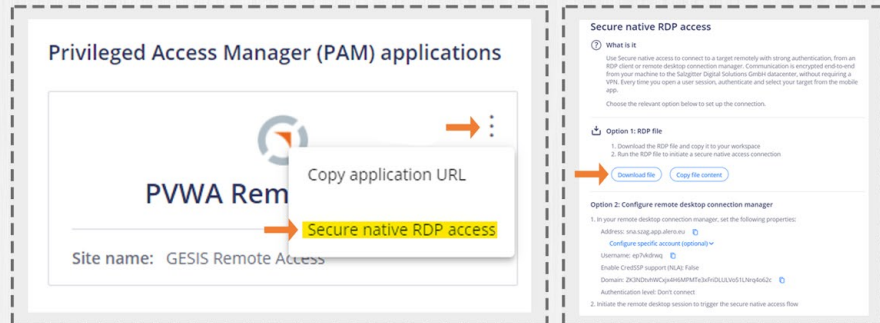 Privileged Access Manager (PAM) applications
PVWA Rem
Copy application URL
Secure native RDP access
Site name: GESIS Remote Access
Secure native RDP access
? What is it
Use Secure native access to connect to a target remotely with strong authentication, from an
RDP client or remote desktop connection manager. Communication is encrypted end-to-end
from your machine to the Salzgitter Digital Solutions GmbH datacenter, without requiring a
VPN. Every time you open a user session, authenticate and select your target from the mobile
app.
Choose the relevant option below to set up the connection.
Option 1: RDP file
1. Download the RDP file and copy it to your workspace
2. Run the RDP file to initiate a secure native access connection
Download file Copy file content
Option 2: Configure remote desktop connection manager
1. In your remote desktop connection manager, set the following properties:
Address: sna.szag.app.alero.eu
Configure specific account (optional)
Username:
Enable CredSSP support (NLA): False
Domain:
Authentication level: Don't connect
2. Initiate the remote desktop session to trigger the secure native access flow